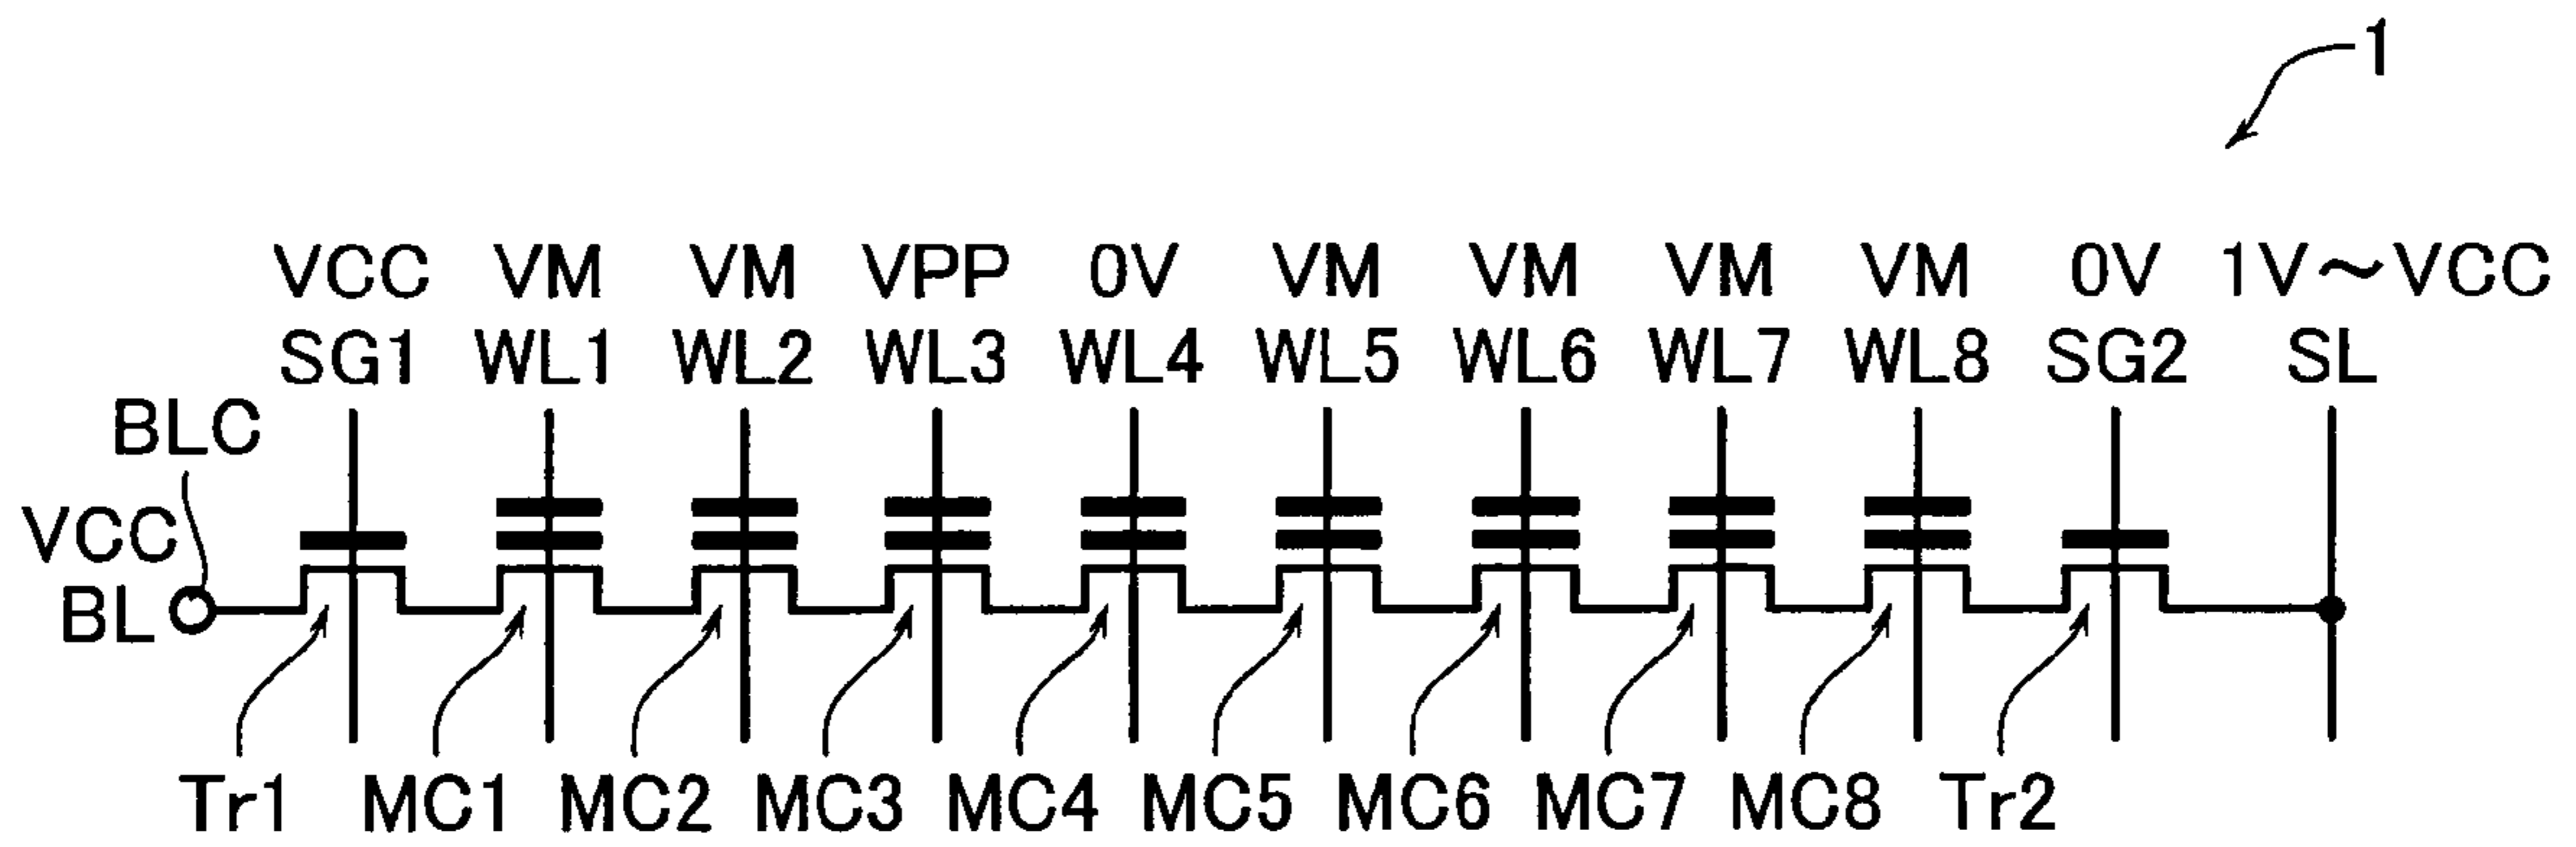 1
VCC VM VM VPP 0V VM VM VM VM 0V 1V~VCC
SG1 WL1 WL2 WL3 WL4 WL5 WL6 WL7 WL8 SG2 SL
BLC
VCC
BL
Tr1 MC1 MC2 MC3 MC4 MC5 MC6 MC7 MC8 Tr2